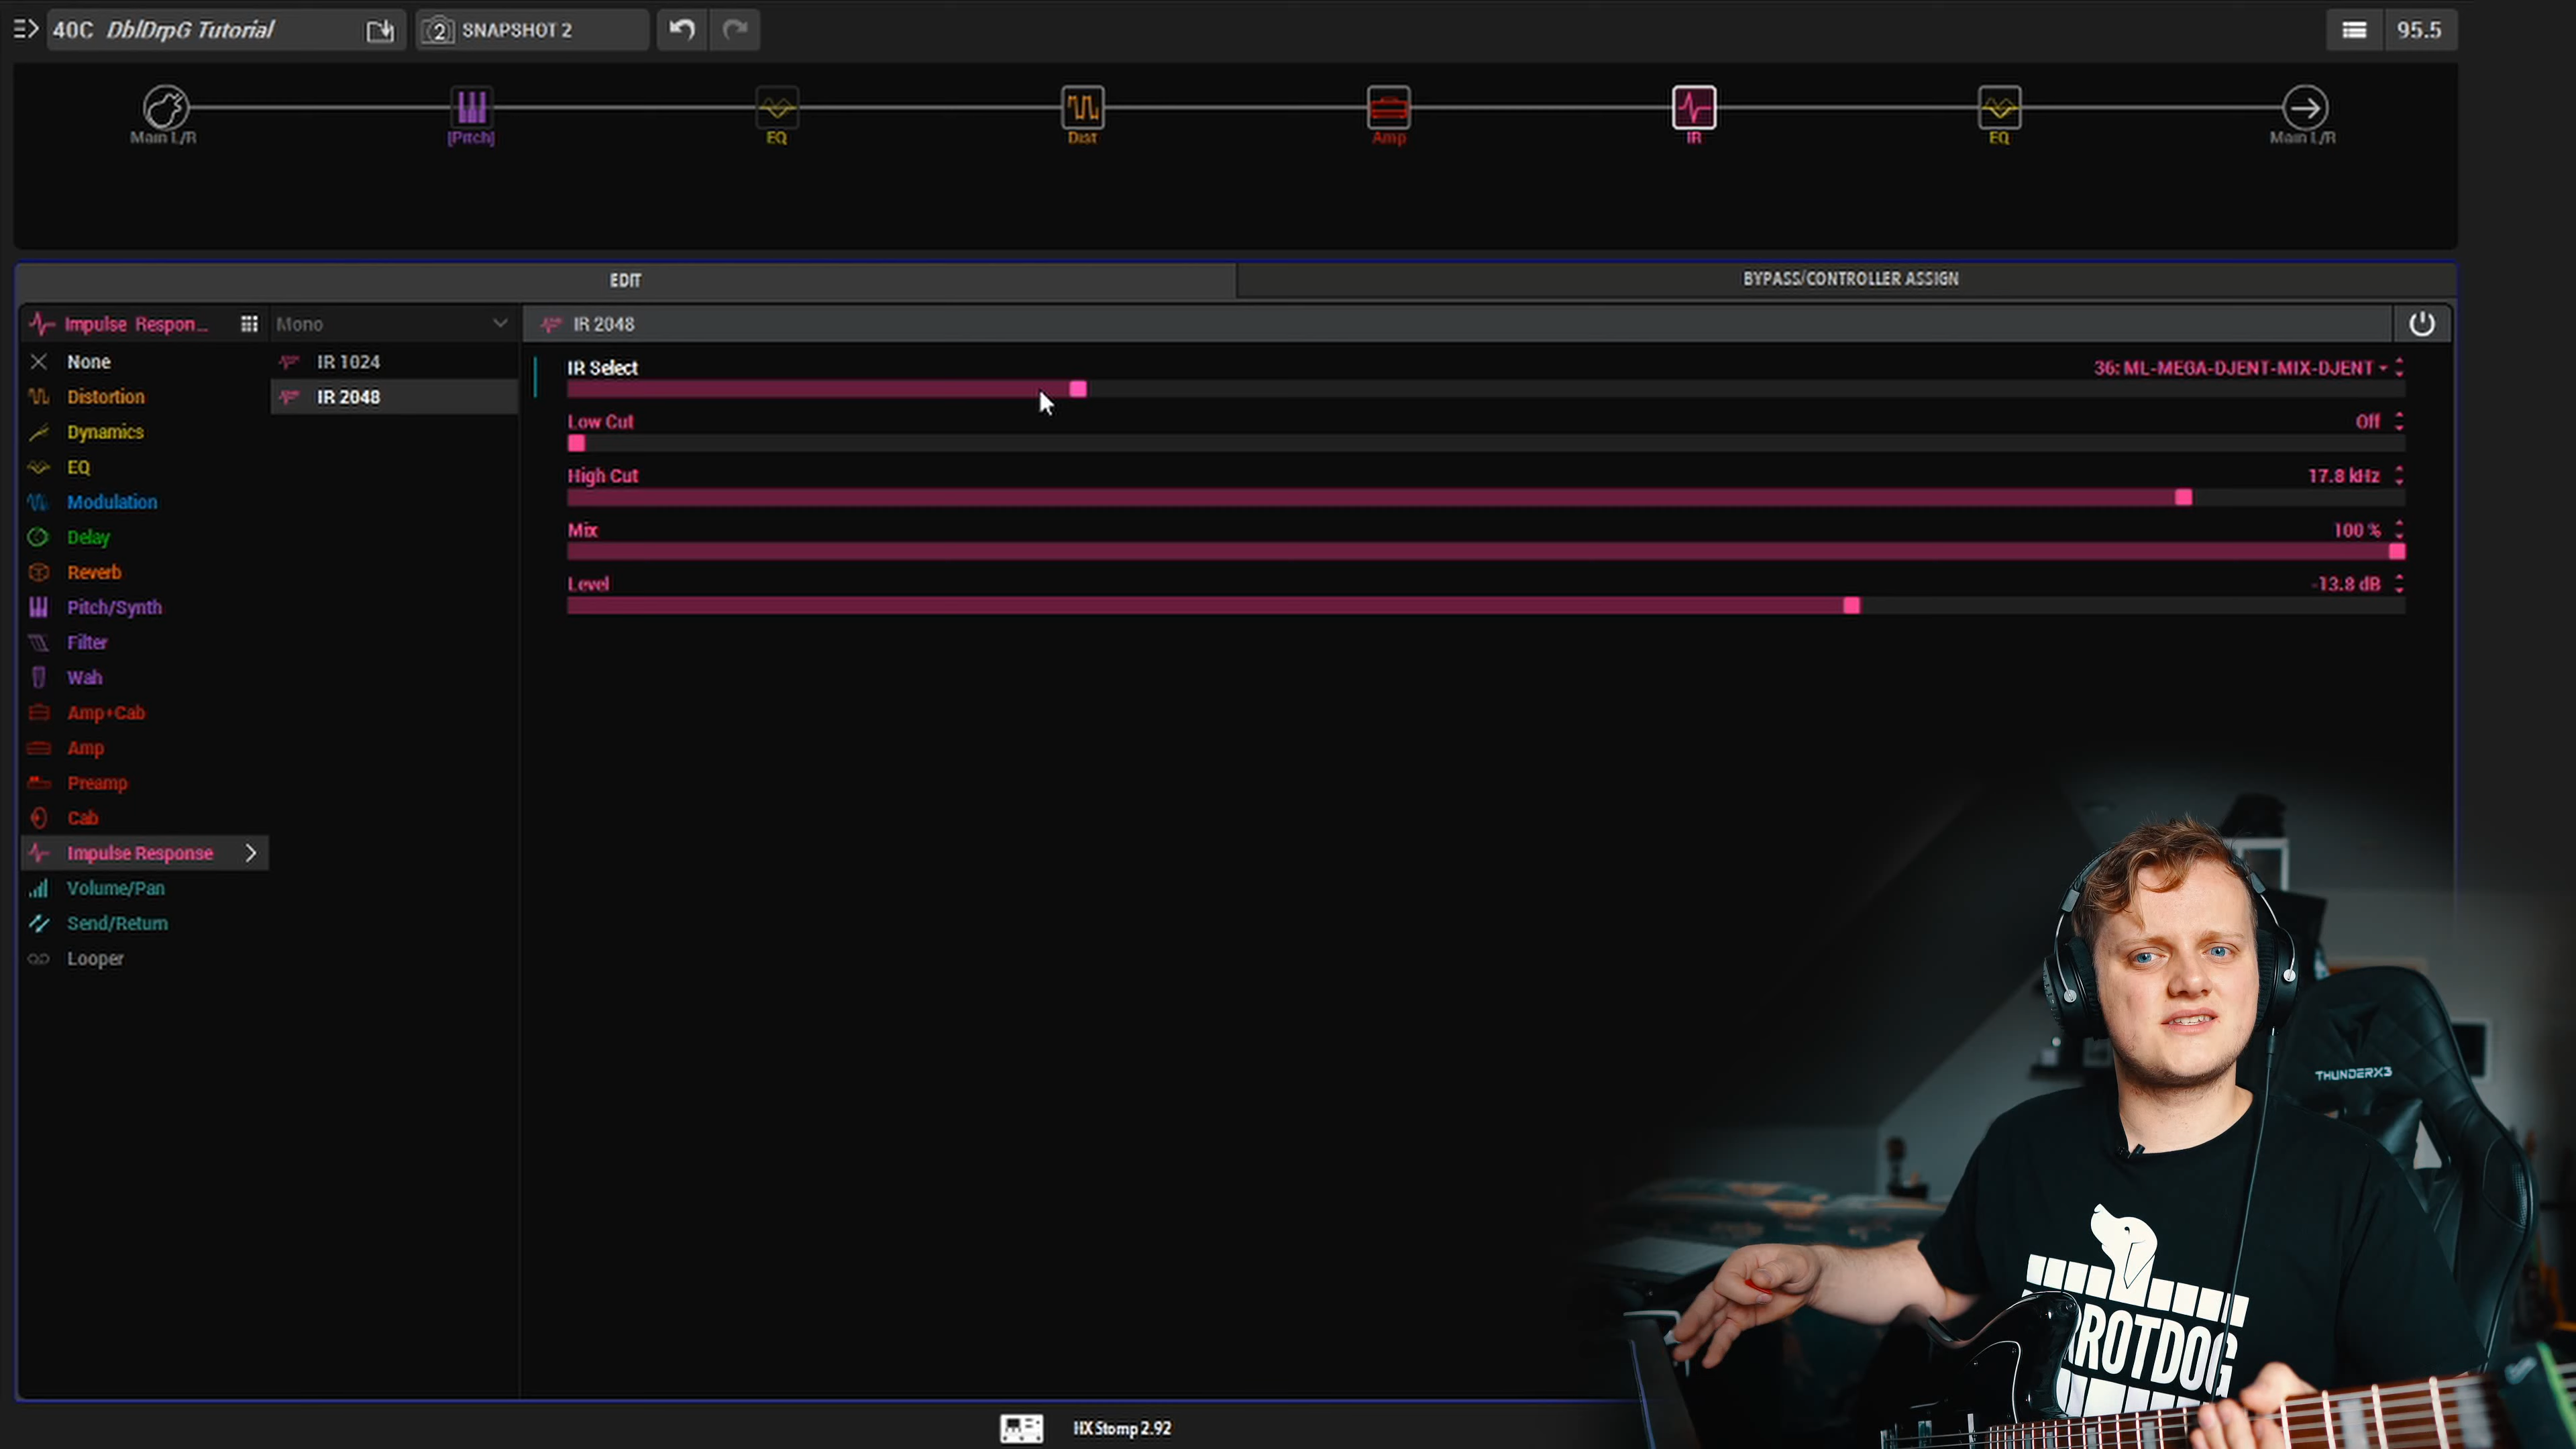 40C DblDrpG Tutorial
2 SNAPSHOT 2
95.5
Main L/R
[Pitch]
EQ
Dist
Amp
IR
EQ
Main L/R
EDIT
BYPASS/CONTROLLER ASSIGN
Impulse Respon...
Mono
IR 2048
None
Distortion
Dynamics
EQ
Modulation
Delay
Reverb
Pitch/Synth
Filter
Wah
Amp+Cab
Amp
Preamp
Cab
Impulse Response
Volume/Pan
Send/Return
Looper
IR 1024
IR 2048
IR Select
36: ML-MEGA-DJENT-MIX-DJENT
Low Cut
Off
High Cut
17.8 kHz
Mix
100 %
Level
-13.8 dB
THUNDERX3
ROTDOG
HX Stomp 2.92